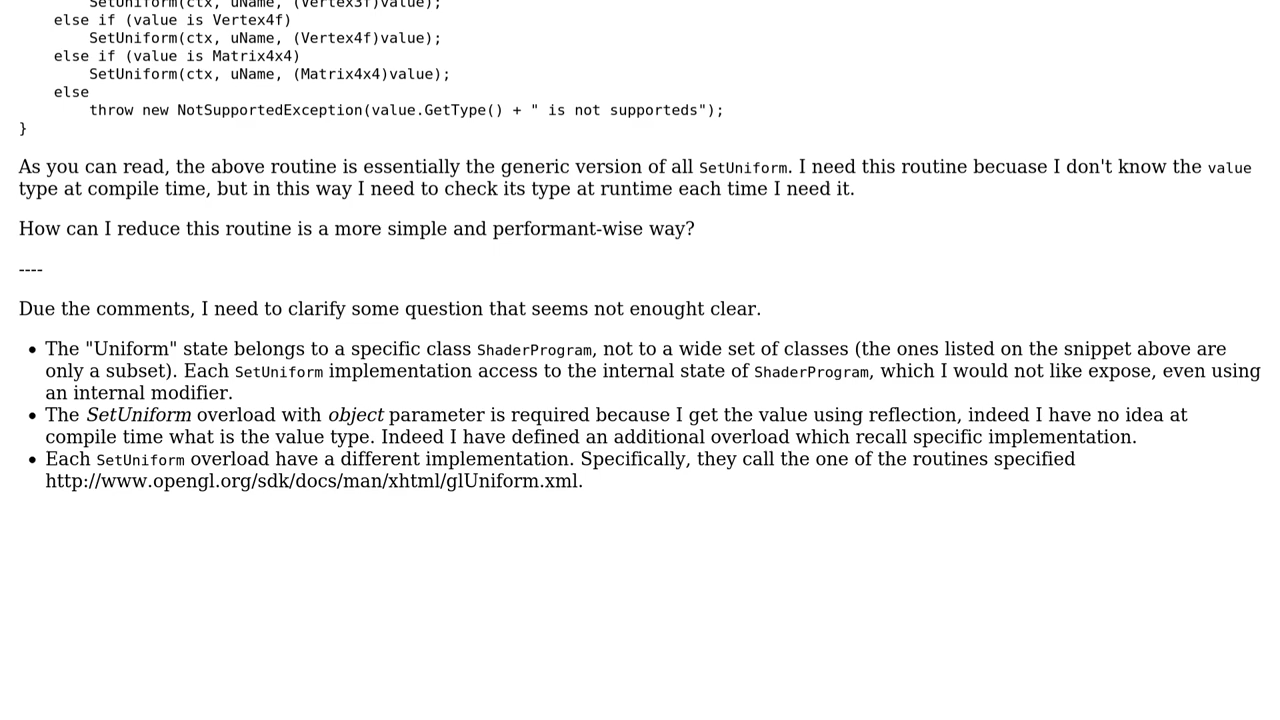 SetUniform(ctx, uName, (Vertex3f)value);
else if (value is Vertex4f)
SetUniform(ctx, uName, (Vertex4f)value);
else if (value is Matrix4x4)
SetUniform(ctx, uName, (Matrix4x4)value);
else
throw new NotSupportedException(value.GetType() + " is not supporteds");
}
As you can read, the above routine is essentially the generic version of all SetUniform. I need this routine becuase I don't know the value
type at compile time, but in this way I need to check its type at runtime each time I need it.
How can I reduce this routine is a more simple and performant-wise way?
----
Due the comments, I need to clarify some question that seems not enought clear.
• The "Uniform" state belongs to a specific class ShaderProgram, not to a wide set of classes (the ones listed on the snippet above are
only a subset). Each SetUniform implementation access to the internal state of ShaderProgram, which I would not like expose, even using
an internal modifier.
• The SetUniform overload with object parameter is required because I get the value using reflection, indeed I have no idea at
compile time what is the value type. Indeed I have defined an additional overload which recall specific implementation.
• Each SetUniform overload have a different implementation. Specifically, they call the one of the routines specified
http://www.opengl.org/sdk/docs/man/xhtml/glUniform.xml.